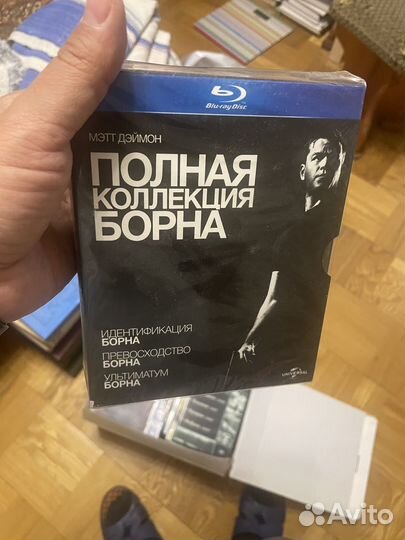 Blu-ray Disc
МЭТТ ДЭЙМОН
ПОЛНАЯ
КОЛЛЕКЦИЯ
БОРНА
ИДЕНТИФИКАЦИЯ
БОРНА
ПРЕВОСХОДСТВО
БОРНА
УЛЬТИМАТУМ
БОРНА
UNIVERSAL
Avito